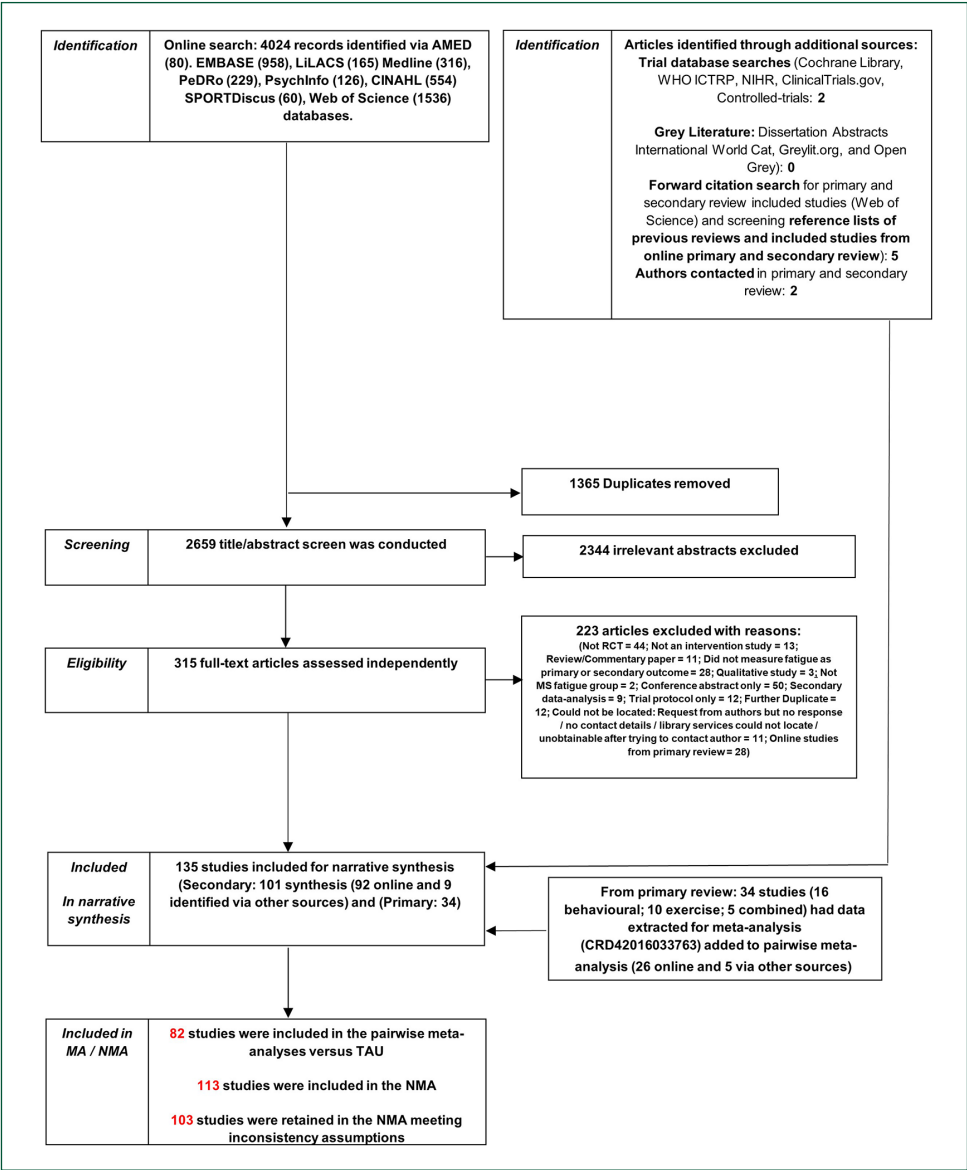 Identification
Online search: 4024 records identified via AMED
(80). EMBASE (958), LiLACS (165) Medline (316),
PeDRo (229), PsychInfo (126), CINAHL (554)
SPORTDiscus (60), Web of Science (1536)
databases.
Identification
Articles identified through additional sources:
Trial database searches (Cochrane Library,
WHO ICTRP, NIHR, ClinicalTrials.gov,
Controlled-trials: 2
Grey Literature: Dissertation Abstracts
International World Cat, Greylit.org, and Open
Grey): 0
Forward citation search for primary and
secondary review included studies (Web of
Science) and screening reference lists of
previous reviews and included studies from
online primary and secondary review): 5
Authors contacted in primary and secondary
review: 2
1365 Duplicates removed
Screening
2659 title/abstract screen was conducted
2344 irrelevant abstracts excluded
Eligibility
315 full-text articles assessed independently
223 articles excluded with reasons:
(Not RCT = 44; Not an intervention study = 13;
Review/Commentary paper = 11; Did not measure fatigue as
primary or secondary outcome = 28; Qualitative study = 3; Not
MS fatigue group = 2; Conference abstract only = 50; Secondary
data-analysis = 9; Trial protocol only = 12; Further Duplicate =
12; Could not be located: Request from authors but no response
/ no contact details / library services could not locate /
unobtainable after trying to contact author = 11; Online studies
from primary review = 28)
Included
In narrative
synthesis
135 studies included for narrative synthesis
(Secondary: 101 synthesis (92 online and 9
identified via other sources) and (Primary: 34)
From primary review: 34 studies (16
behavioural; 10 exercise; 5 combined) had data
extracted for meta-analysis
(CRD42016033763) added to pairwise meta-
analysis (26 online and 5 via other sources)
Included in
MA / NMA
82 studies were included in the pairwise meta-
analyses versus TAU
113 studies were included in the NMA
103 studies were retained in the NMA meeting
inconsistency assumptions